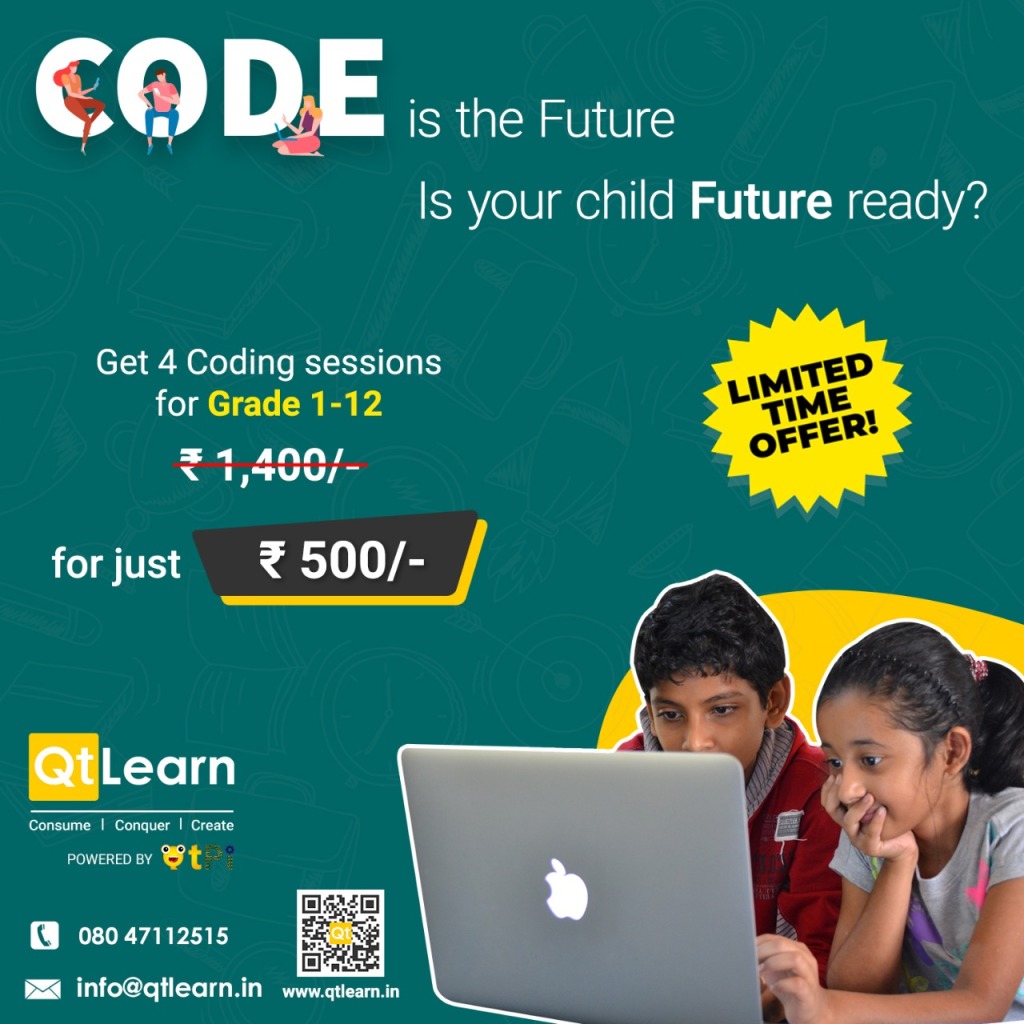 CODE is the Future
Is your child Future ready?
Get 4 Coding sessions
for Grade 1-12
₹ 1,400/-
for just ₹ 500/-
LIMITED
TIME
OFFER!
QtLearn
Consume | Conquer | Create
POWERED BY QtPi
080 47112515
Qt
info@qtlearn.in
www.qtlearn.in